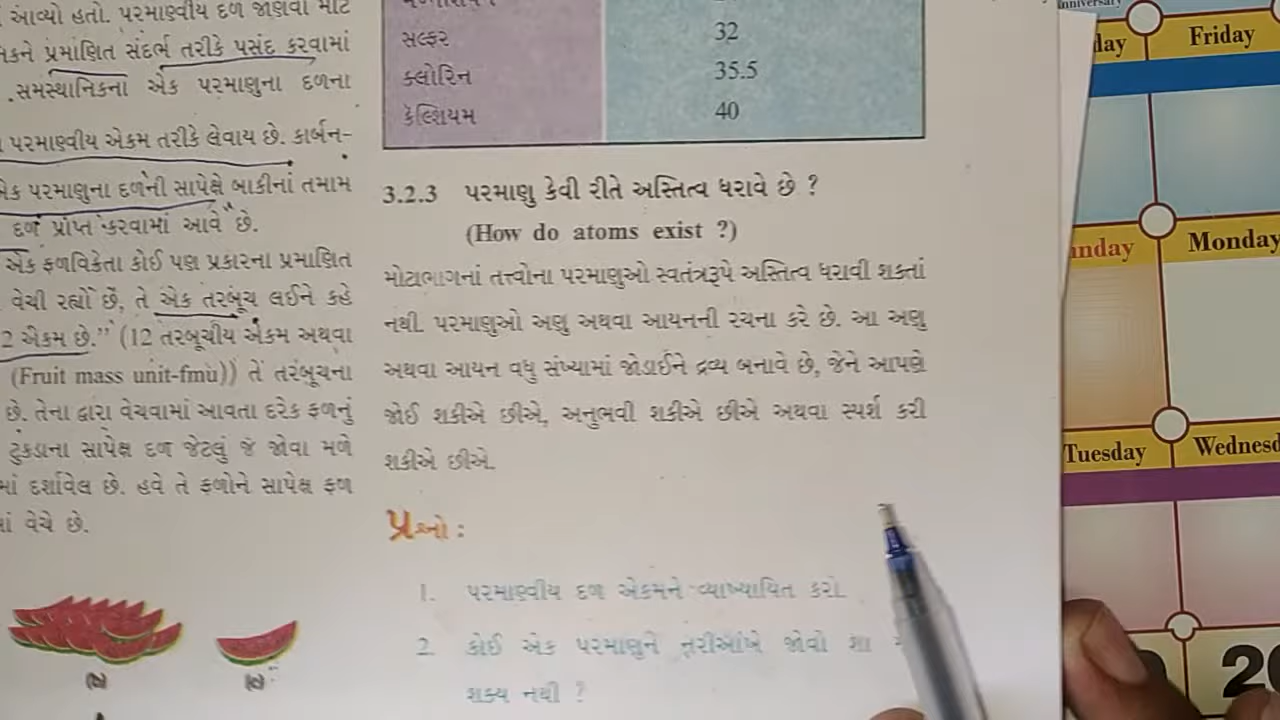 આવ્યો હતો. પરમાણ્વીય દળ જાણવા માટે
પ્રમાણિત સંદર્ભ તરીકે પસંદ કરવામાં
સમસ્થાનિકના એક પરમાણુના દળના
પરમાણ્વીય એકમ તરીકે લેવાય છે. કાર્બન-
એક પરમાણુના દળની સાપેક્ષે બાકીનાં તમામ
દળ પ્રાપ્ત કરવામાં આવે છે.
એક ફળવિક્રેતા કોઈ પણ પ્રકારના પ્રમાણિત
વેચી રહ્યો છે, તે એક તરબૂચ લઈને કહે
2 એકમ છે." (12 તરબૂચીય એકમ અથવા
(Fruit mass unit-fmu)) તે તરબૂચના
છે. તેના દ્વારા વેચવામાં આવતા દરેક ફળનું
ટુકડાના સાપેક્ષ દળ જેટલું જ જોવા મળે
માં દર્શાવેલ છે. હવે તે ફળોને સાપેક્ષ ફળ
માં વેચે છે.
સલ્ફર 32
ક્લોરિન 35.5
કૅલ્શિયમ 40
3.2.3 પરમાણુ કેવી રીતે અસ્તિત્વ ધરાવે છે ?
(How do atoms exist ?)
મોટાભાગનાં તત્ત્વોના પરમાણુઓ સ્વતંત્રરૂપે અસ્તિત્વ ધરાવી શકતાં
નથી. પરમાણુઓ અણુ અથવા આયનની રચના કરે છે. આ અણુ
અથવા આયન વધુ સંખ્યામાં જોડાઈને દ્રવ્ય બનાવે છે, જેને આપણે
જોઈ શકીએ છીએ, અનુભવી શકીએ છીએ અથવા સ્પર્શ કરી
શકીએ છીએ.
પ્રશ્નો :
1. પરમાણ્વીય દળ એકમને વ્યાખ્યાયિત કરો.
2. કોઈ એક પરમાણુને નરીઆંખે જોવો શા
શક્ય નથી ?
nniversary
day Friday
unday Monday
Tuesday Wednesd
20